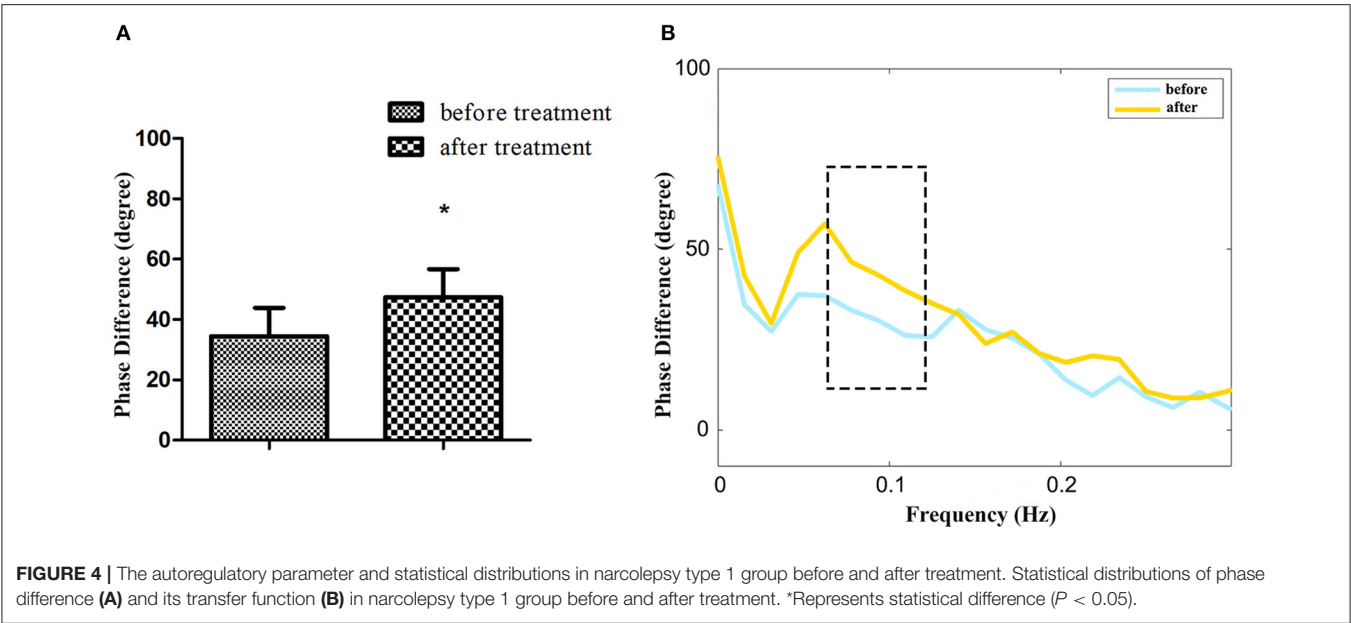 A
before treatment
after treatment
100
80
60
40
20
0
Phase Difference (degree)
*
B
100
50
0
Phase Difference (degree)
before
after
0
0.1
0.2
Frequency (Hz)
FIGURE 4 | The autoregulatory parameter and statistical distributions in narcolepsy type 1 group before and after treatment. Statistical distributions of phase
difference (A) and its transfer function (B) in narcolepsy type 1 group before and after treatment. *Represents statistical difference (P < 0.05).